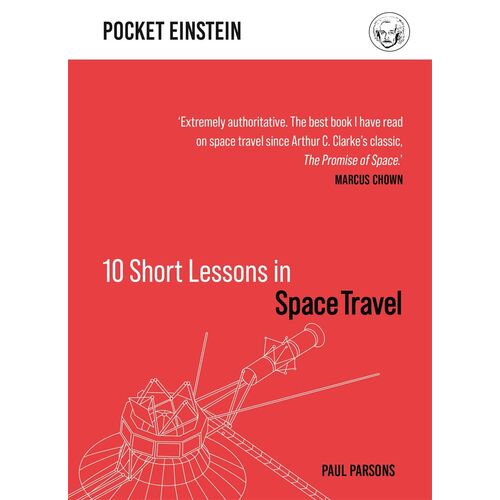 POCKET EINSTEIN
‘Extremely authoritative. The best book I have read
on space travel since Arthur C. Clarke’s classic,
The Promise of Space.’
MARCUS CHOWN
10 Short Lessons in
Space Travel
PAUL PARSONS